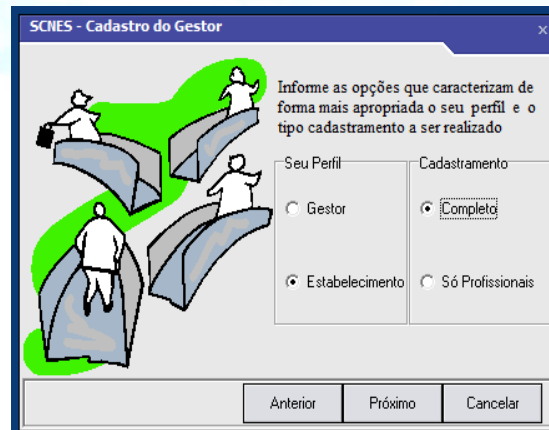 SCNES - Cadastro do Gestor
x
Informe as opções que caracterizam de
forma mais apropriada o seu perfil e o
tipo cadastramento a ser realizado
Seu Perfil
Cadastramento
Gestor
Completo
Estabelecimento
Só Profissionais
Anterior
Próximo
Cancelar